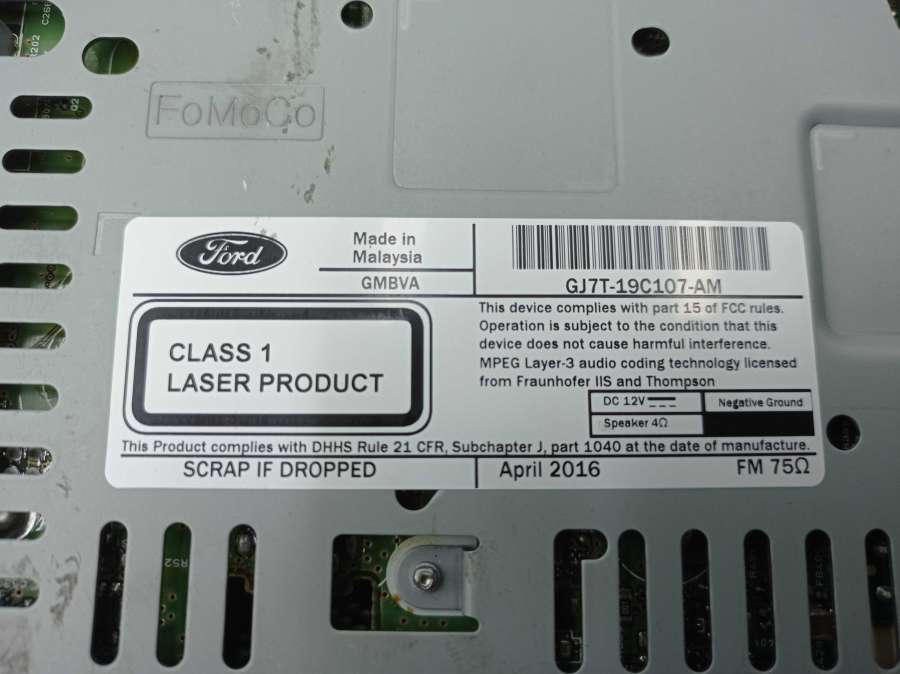 FoMoCo
Ford
Made in
Malaysia
GMBVA
GJ7T-19C107-AM
CLASS 1
LASER PRODUCT
This device complies with part 15 of FCC rules.
Operation is subject to the condition that this
device does not cause harmful interference.
MPEG Layer-3 audio coding technology licensed
from Fraunhofer IIS and Thompson
DC 12V Negative Ground
Speaker 4Ω
This Product complies with DHHS Rule 21 CFR, Subchapter J, part 1040 at the date of manufacture.
SCRAP IF DROPPED
April 2016
FM 75Ω
R52